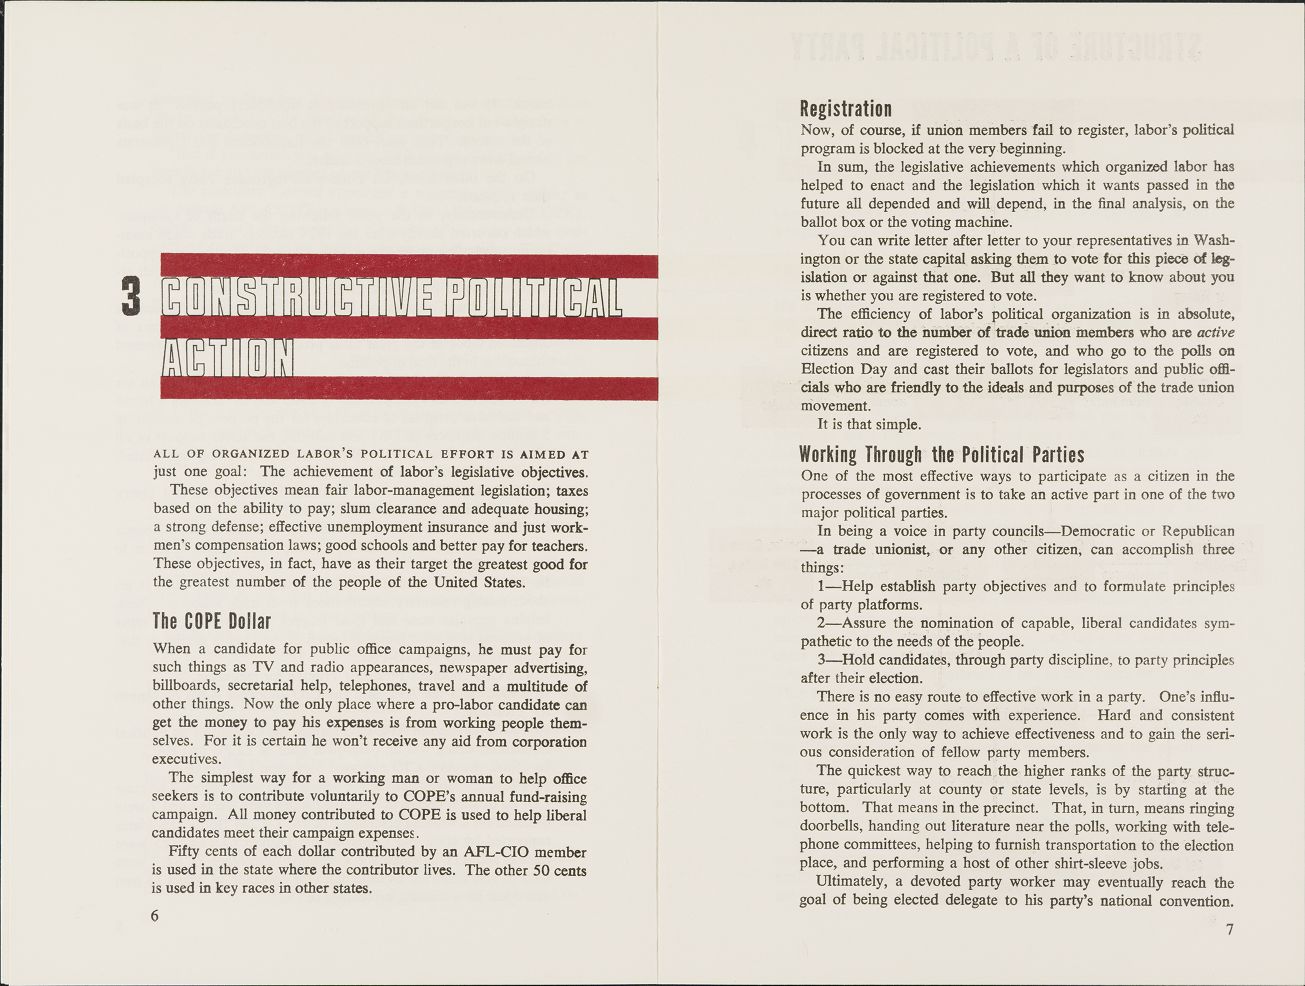 3 CONSTRUCTIVE POLITICAL
ACTION
ALL OF ORGANIZED LABOR'S POLITICAL EFFORT IS AIMED AT
just one goal: The achievement of labor's legislative objectives.
These objectives mean fair labor-management legislation; taxes
based on the ability to pay; slum clearance and adequate housing;
a strong defense; effective unemployment insurance and just work-
men's compensation laws; good schools and better pay for teachers.
These objectives, in fact, have as their target the greatest good for
the greatest number of the people of the United States.
The COPE Dollar
When a candidate for public office campaigns, he must pay for
such things as TV and radio appearances, newspaper advertising,
billboards, secretarial help, telephones, travel and a multitude of
other things. Now the only place where a pro-labor candidate can
get the money to pay his expenses is from working people them-
selves. For it is certain he won't receive any aid from corporation
executives.
The simplest way for a working man or woman to help office
seekers is to contribute voluntarily to COPE's annual fund-raising
campaign. All money contributed to COPE is used to help liberal
candidates meet their campaign expenses.
Fifty cents of each dollar contributed by an AFL-CIO member
is used in the state where the contributor lives. The other 50 cents
is used in key races in other states.
6
STRUCTURE OF A POLITICAL PARTY
Registration
Now, of course, if union members fail to register, labor's political
program is blocked at the very beginning.
In sum, the legislative achievements which organized labor has
helped to enact and the legislation which it wants passed in the
future all depended and will depend, in the final analysis, on the
ballot box or the voting machine.
You can write letter after letter to your representatives in Wash-
ington or the state capital asking them to vote for this piece of leg-
islation or against that one. But all they want to know about you
is whether you are registered to vote.
The efficiency of labor's political organization is in absolute,
direct ratio to the number of trade union members who are active
citizens and are registered to vote, and who go to the polls on
Election Day and cast their ballots for legislators and public offi-
cials who are friendly to the ideals and purposes of the trade union
movement.
It is that simple.
Working Through the Political Parties
One of the most effective ways to participate as a citizen in the
processes of government is to take an active part in one of the two
major political parties.
In being a voice in party councils—Democratic or Republican
—a trade unionist, or any other citizen, can accomplish three
things:
1—Help establish party objectives and to formulate principles
of party platforms.
2—Assure the nomination of capable, liberal candidates sym-
pathetic to the needs of the people.
3—Hold candidates, through party discipline, to party principles
after their election.
There is no easy route to effective work in a party. One's influ-
ence in his party comes with experience. Hard and consistent
work is the only way to achieve effectiveness and to gain the seri-
ous consideration of fellow party members.
The quickest way to reach the higher ranks of the party struc-
ture, particularly at county or state levels, is by starting at the
bottom. That means in the precinct. That, in turn, means ringing
doorbells, handing out literature near the polls, working with tele-
phone committees, helping to furnish transportation to the election
place, and performing a host of other shirt-sleeve jobs.
Ultimately, a devoted party worker may eventually reach the
goal of being elected delegate to his party's national convention.
7